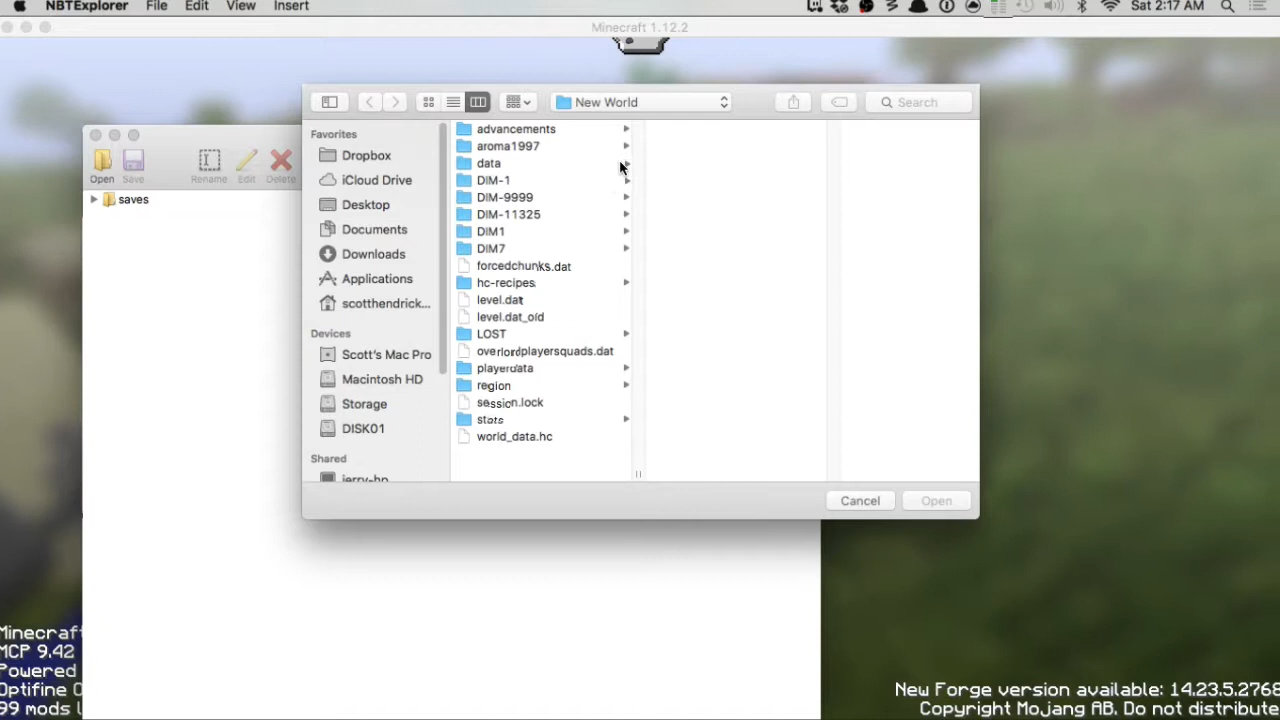 NBTExplorer File Edit View Insert Sat 2:17 AM
Minecraft 1.12.2
New World
Search
Open Save Rename Edit Delete
saves
Favorites
Dropbox
iCloud Drive
Desktop
Documents
Downloads
Applications
scotthendrick...
Devices
Scott's Mac Pro
Macintosh HD
Storage
DISK01
Shared
jerry-hp
advancements
aroma1997
data
DIM-1
DIM-9999
DIM-11325
DIM1
DIM7
forcedchunks.dat
hc-recipes
level.dat
level.dat_old
LOST
overlordplayersquads.dat
playerdata
region
session.lock
stats
world_data.hc
Cancel Open
Minecraft
MCP 9.42
Powered
Optifine
99 mods
New Forge version available: 14.23.5.2768
Copyright Mojang AB. Do not distribute